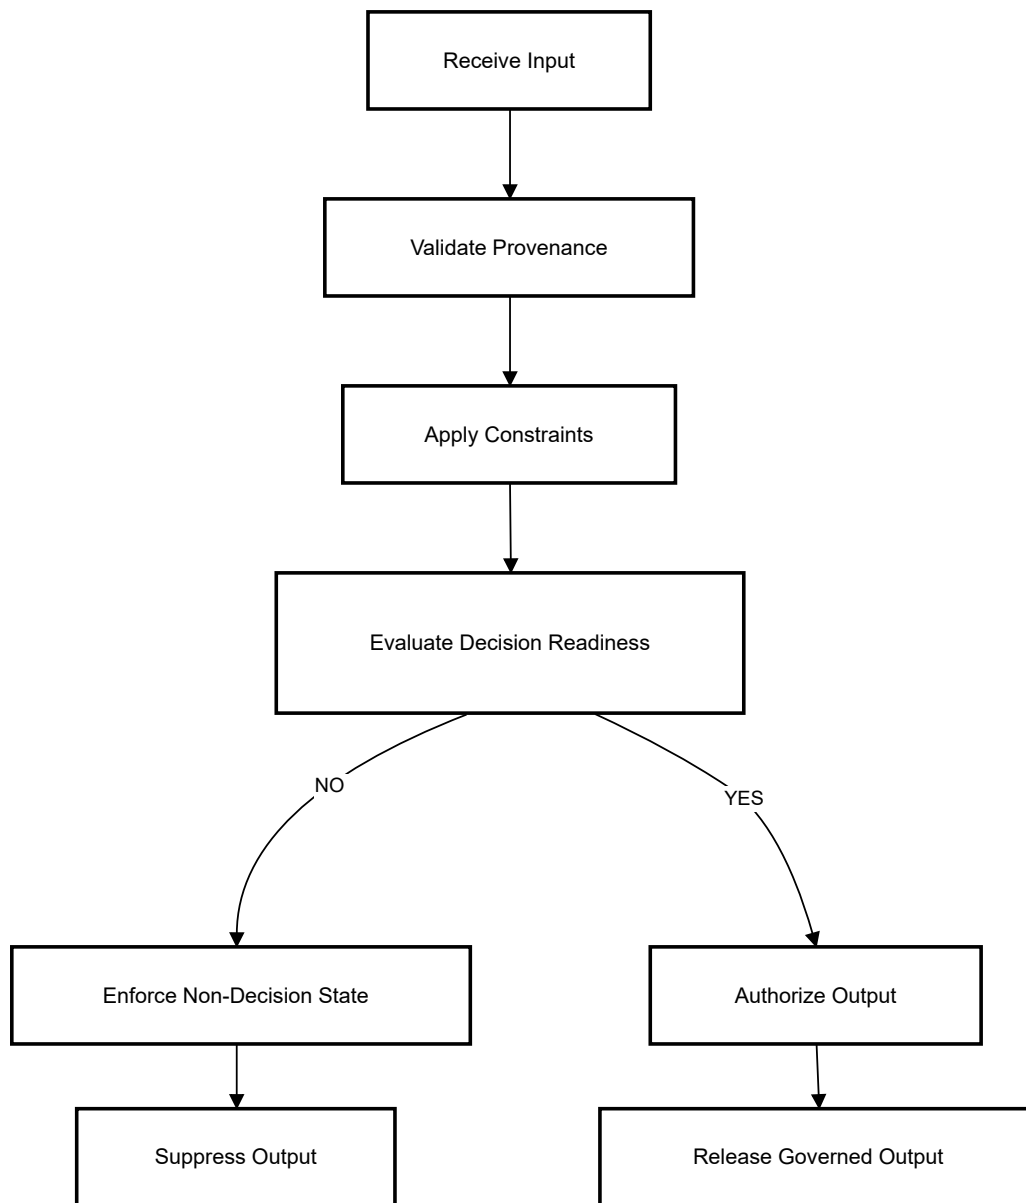 Receive Input
Validate Provenance
Apply Constraints
Evaluate Decision Readiness
NO
YES
Enforce Non-Decision State
Authorize Output
Suppress Output
Release Governed Output